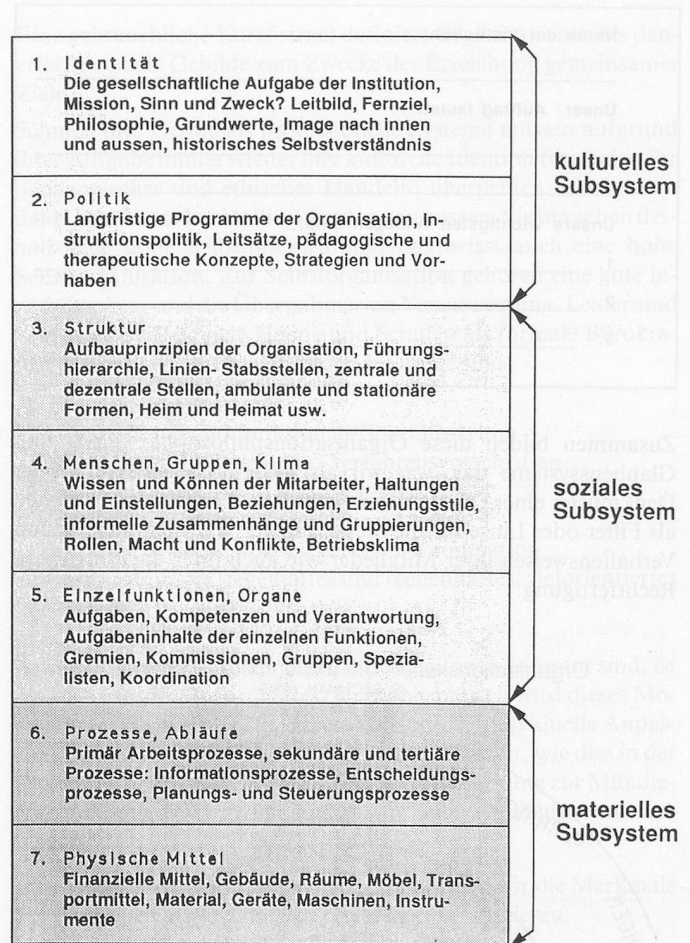 1. Identität
Die gesellschaftliche Aufgabe der Institution,
Mission, Sinn und Zweck? Leitbild, Fernziel,
Philosophie, Grundwerte, Image nach innen
und aussen, historisches Selbstverständnis
kulturelles
Subsystem
2. Politik
Langfristige Programme der Organisation, In-
struktionspolitik, Leitsätze, pädagogische und
therapeutische Konzepte, Strategien und Vor-
haben
3. Struktur
Aufbauprinzipien der Organisation, Führungs-
hierarchie, Linien- Stabsstellen, zentrale und
dezentrale Stellen, ambulante und stationäre
Formen, Heim und Heimat usw.
4. Menschen, Gruppen, Klima
Wissen und Können der Mitarbeiter, Haltungen
und Einstellungen, Beziehungen, Erziehungsstile,
informelle Zusammenhänge und Gruppierungen,
Rollen, Macht und Konflikte, Betriebsklima
soziales
Subsystem
5. Einzelfunktionen, Organe
Aufgaben, Kompetenzen und Verantwortung,
Aufgabeninhalte der einzelnen Funktionen,
Gremien, Kommissionen, Gruppen, Spezia-
listen, Koordination
6. Prozesse, Abläufe
Primär Arbeitsprozesse, sekundäre und tertiäre
Prozesse: Informationsprozesse, Entscheidungs-
prozesse, Planungs- und Steuerungsprozesse
materielles
Subsystem
7. Physische Mittel
Finanzielle Mittel, Gebäude, Räume, Möbel, Trans-
portmittel, Material, Geräte, Maschinen, Instru-
mente